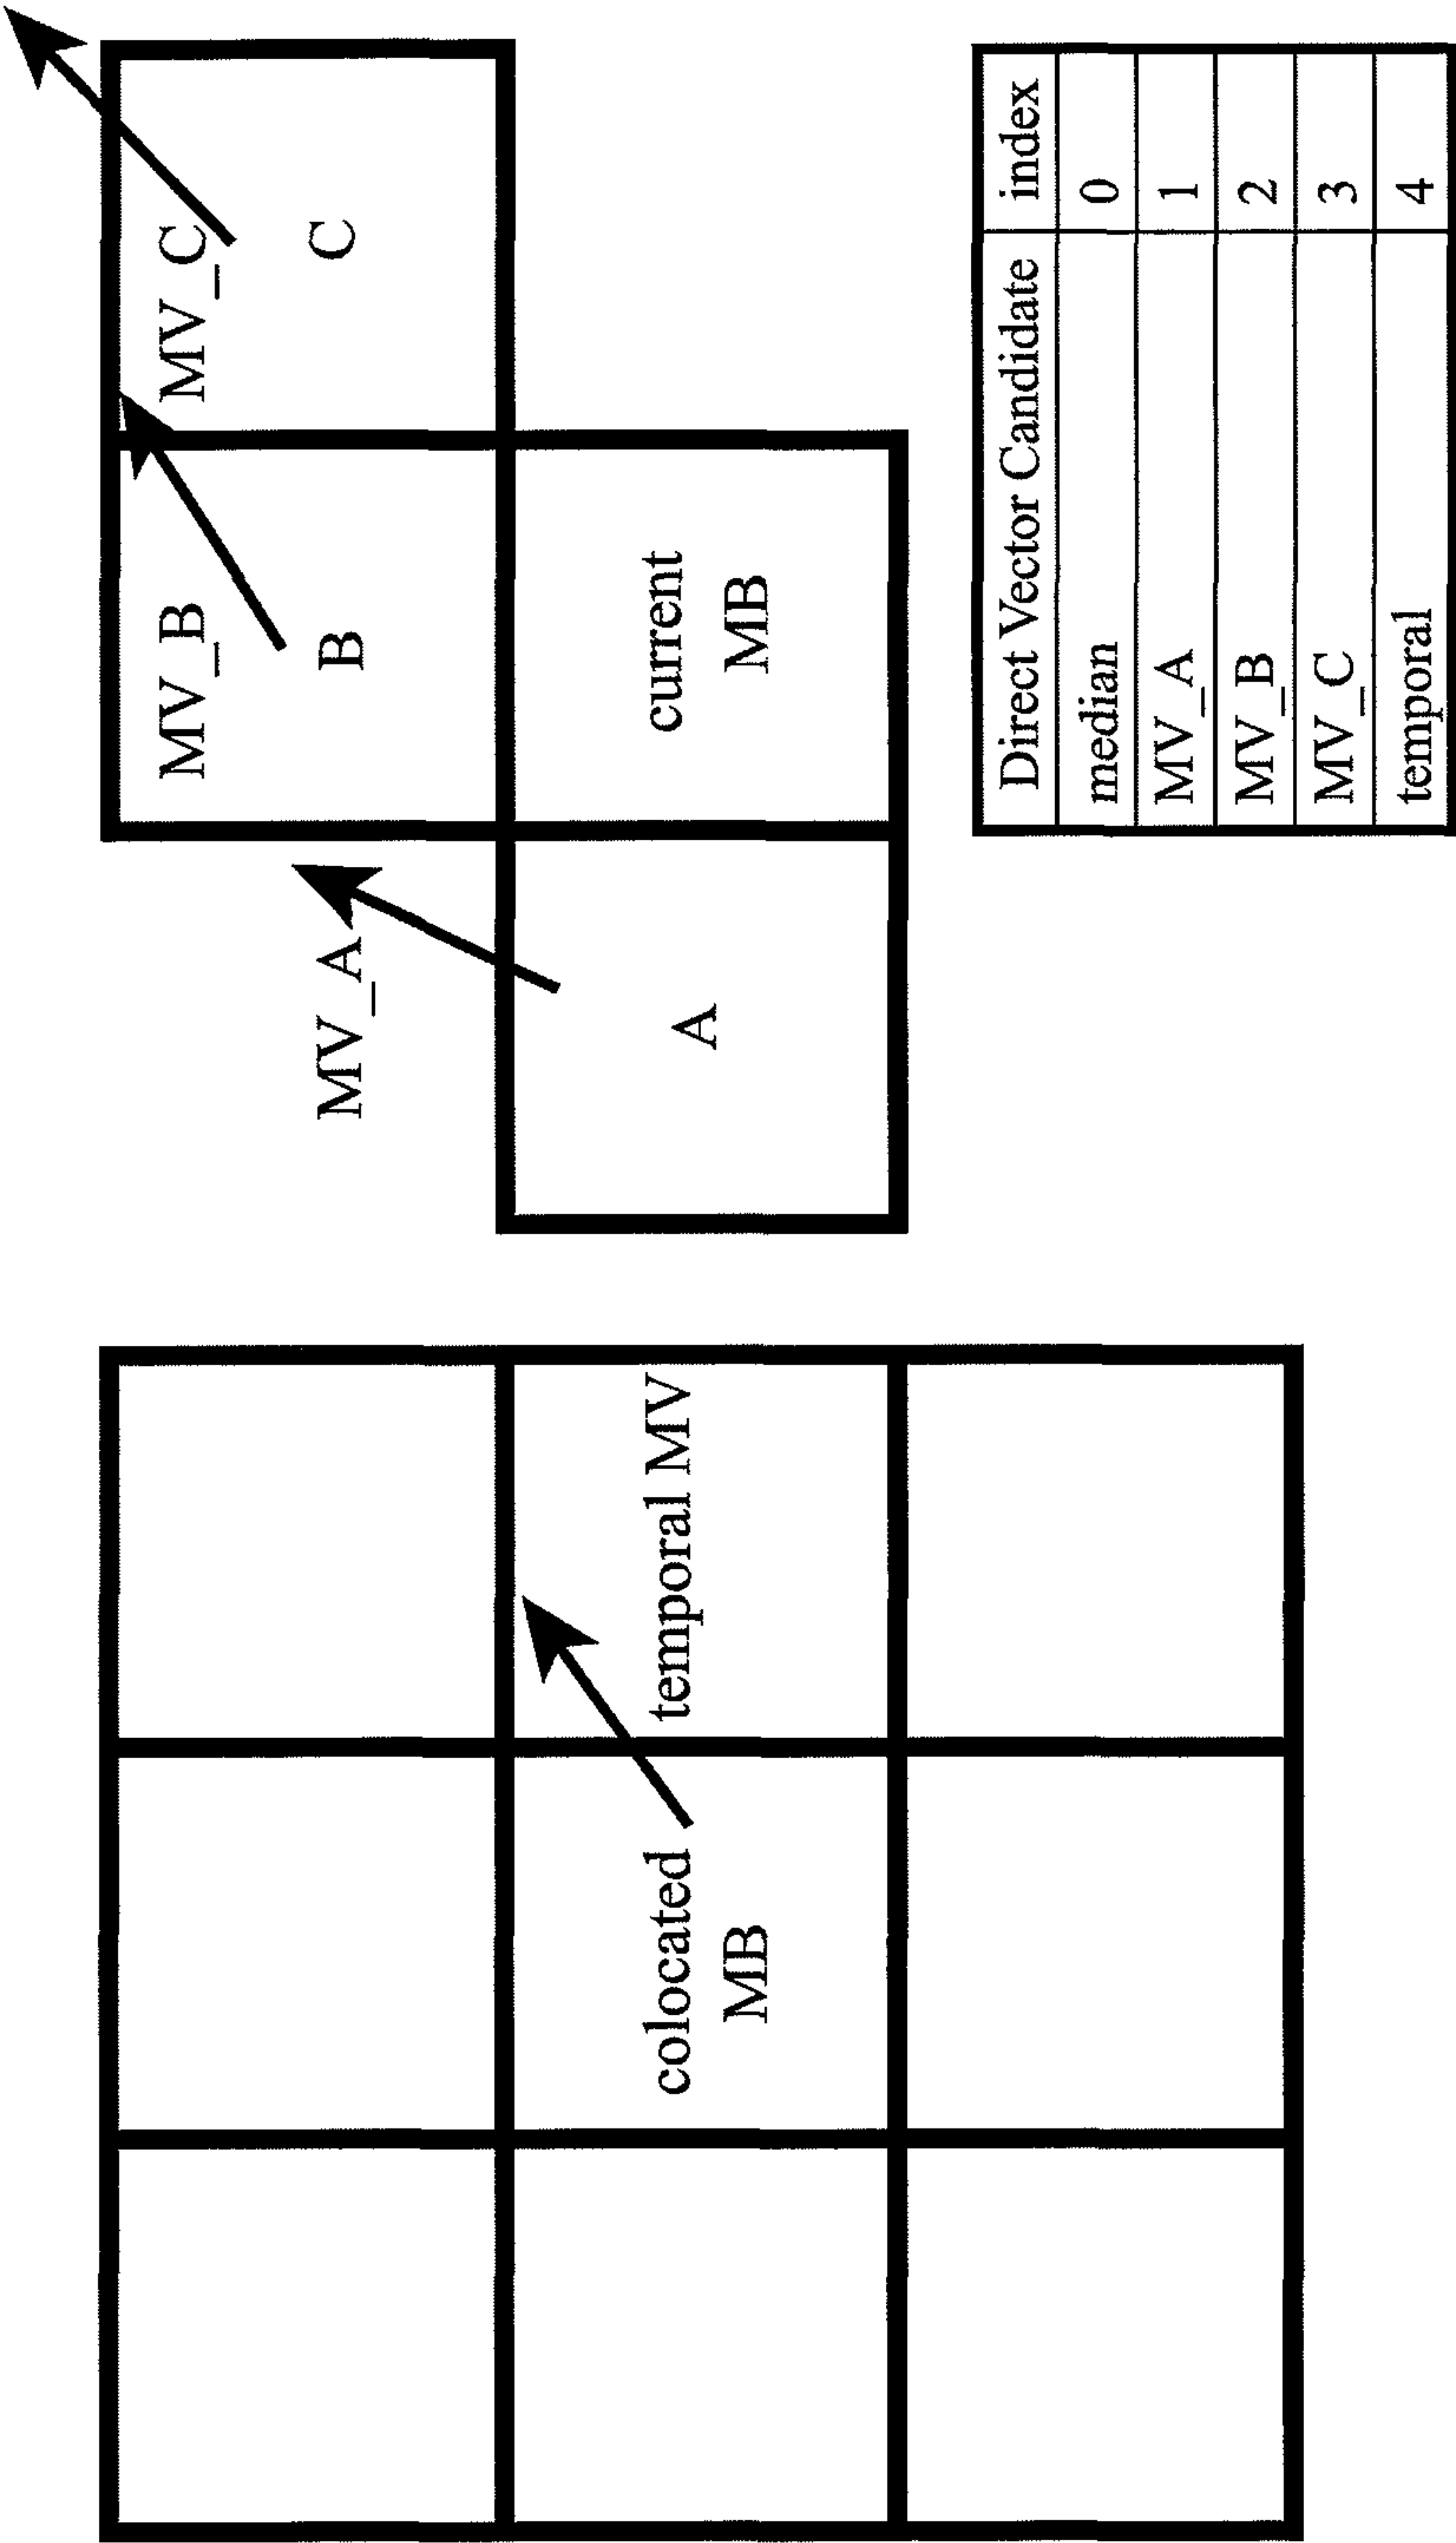 colocated
MB
temporal MV
MV_A
A
MV_B
B
MV_C
C
current
MB
Direct Vector Candidate index
median 0
MV_A 1
MV_B 2
MV_C 3
temporal 4